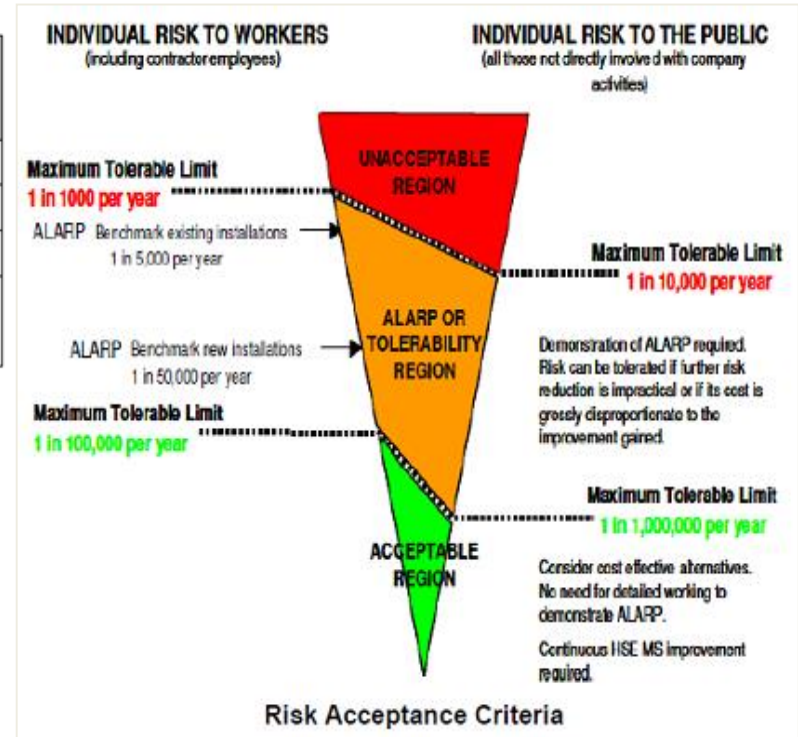 INDIVIDUAL RISK TO WORKERS
(including contractor employees)
INDIVIDUAL RISK TO THE PUBLIC
(all those not directly involved with company
activities)
UNACCEPTABLE
REGION
Maximum Tolerable Limit
1 in 1000 per year
ALARP Benchmark existing installations
1 in 5,000 per year
Maximum Tolerable Limit
1 in 10,000 per year
ALARP OR
TOLERABILITY
REGION
ALARP Benchmark new installations
1 in 50,000 per year
Demonstration of ALARP required.
Risk can be tolerated if further risk
reduction is impractical or if its cost is
grossly disproportionate to the
improvement gained.
Maximum Tolerable Limit
1 in 100,000 per year
Maximum Tolerable Limit
1 in 1,000,000 per year
ACCEPTABLE
REGION
Consider cost effective alternatives.
No need for detailed working to
demonstrate ALARP.
Continuous HSE MS improvement
required.
Risk Acceptance Criteria